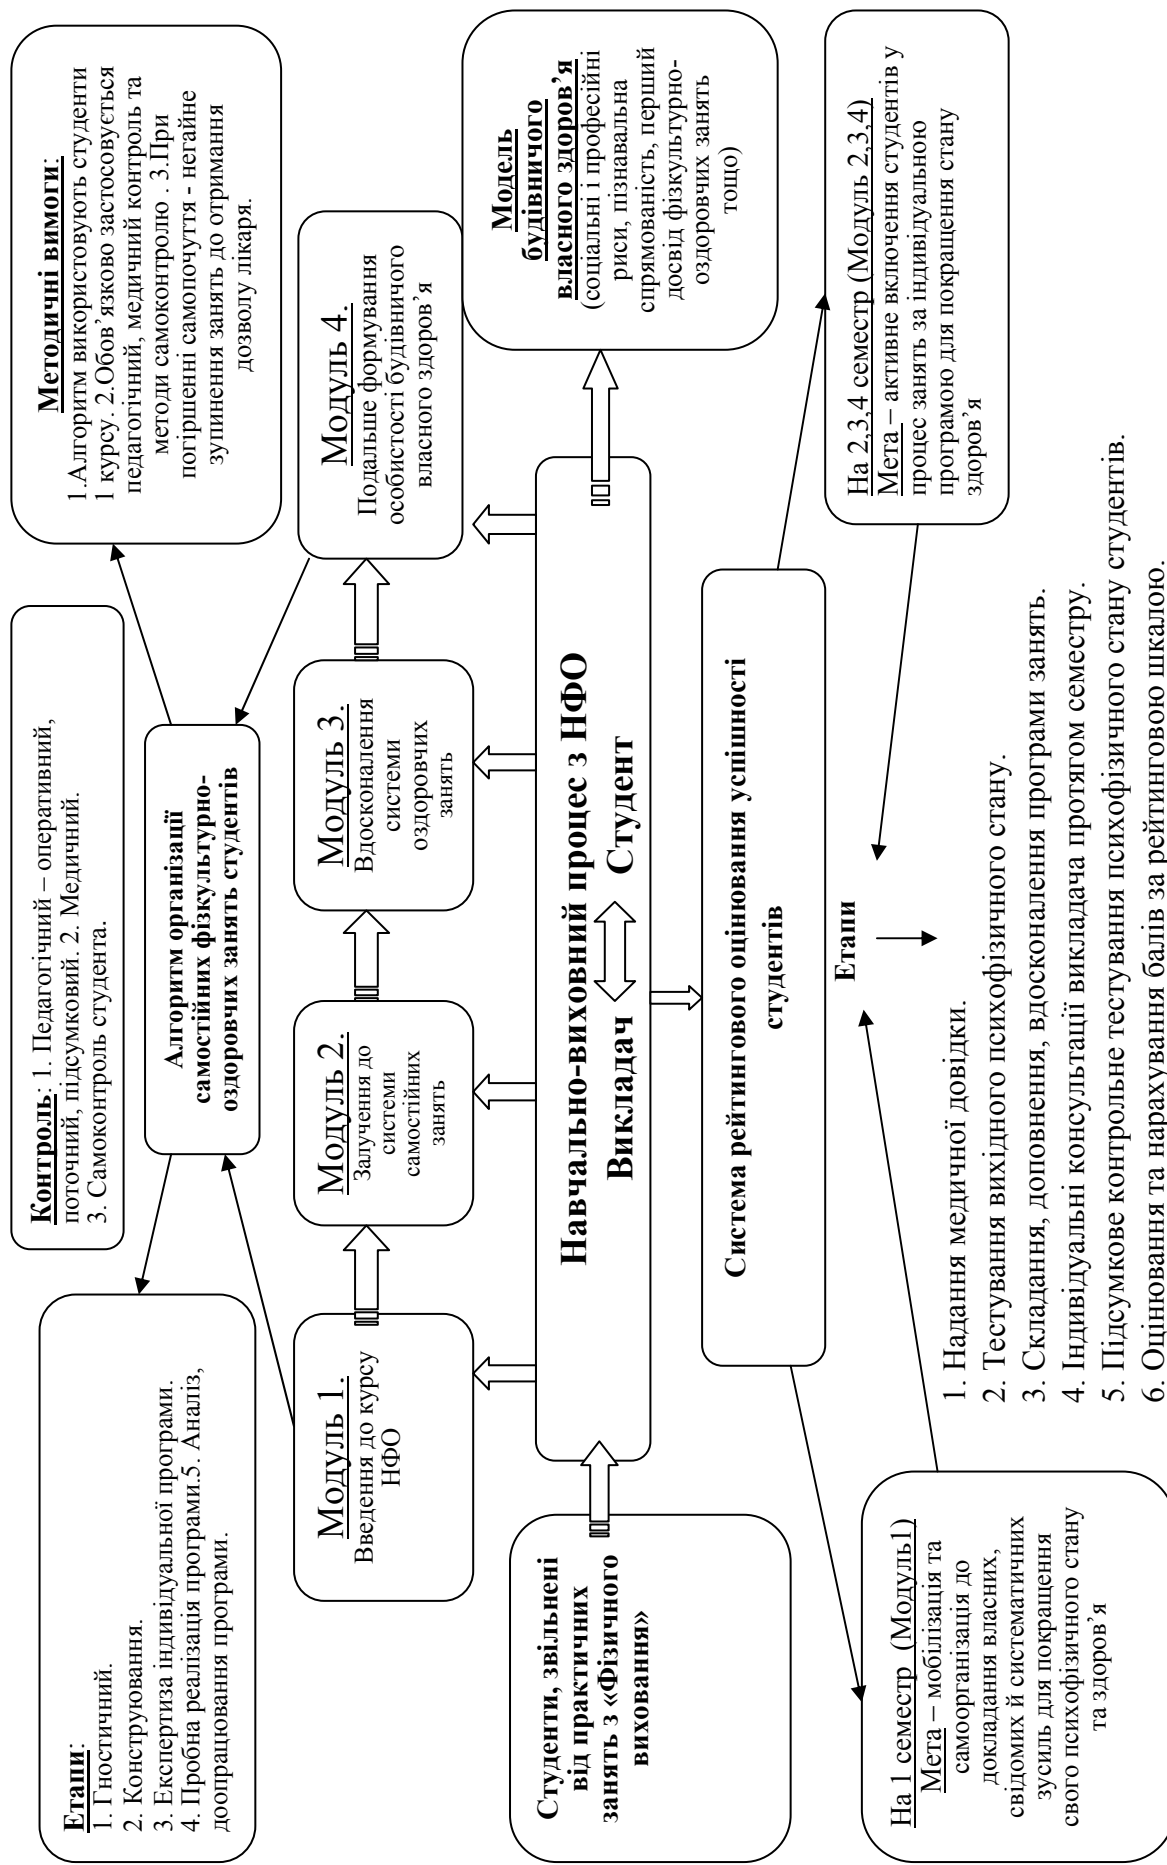 Етапи:
1. Гностичний.
2. Конструювання.
3. Експертиза індивідуальної програми.
4. Пробна реалізація програми.5. Аналіз,
доопрацювання програми.
Контроль: 1. Педагогічний – оперативний,
поточний, підсумковий. 2. Медичний.
3. Самоконтроль студента.
Методичні вимоги:
1.Алгоритм використовують студенти
1 курсу. 2.Обов’язково застосовується
педагогічний, медичний контроль та
методи самоконтролю . 3.При
погіршенні самопочуття - негайне
зупинення занять до отримання
дозволу лікаря.
Алгоритм організації
самостійних фізкультурно-
оздоровчих занять студентів
Модуль 1.
Введення до курсу
НФО
Модуль 2.
Залучення до
системи
самостійних
занять
Модуль 3.
Вдосконалення
системи
оздоровчих
занять
Модуль 4.
Подальше формування
особистості будівничого
власного здоров’я
Студенти, звільнені
від практичних
занять з «Фізичного
виховання»
Навчально-виховний процес з НФО
Викладач Студент
Модель
будівничого
власного здоров’я
(соціальні і професійні
риси, пізнавальна
спрямованість, перший
досвід фізкультурно-
оздоровчих занять
тощо)
Система рейтингового оцінювання успішності
студентів
На 1 семестр (Модуль1)
Мета – мобілізація та
самоорганізація до
докладання власних,
свідомих й систематичних
зусиль для покращення
свого психофізичного стану
та здоров’я
Етапи
На 2,3,4 семестр (Модуль 2,3,4)
Мета – активне включення студентів у
процес занять за індивідуальною
програмою для покращення стану
здоров’я
1. Надання медичної довідки.
2. Тестування вихідного психофізичного стану.
3. Складання, доповнення, вдосконалення програми занять.
4. Індивідуальні консультації викладача протягом семестру.
5. Підсумкове контрольне тестування психофізичного стану студентів.
6. Оцінювання та нарахування балів за рейтинговою шкалою.